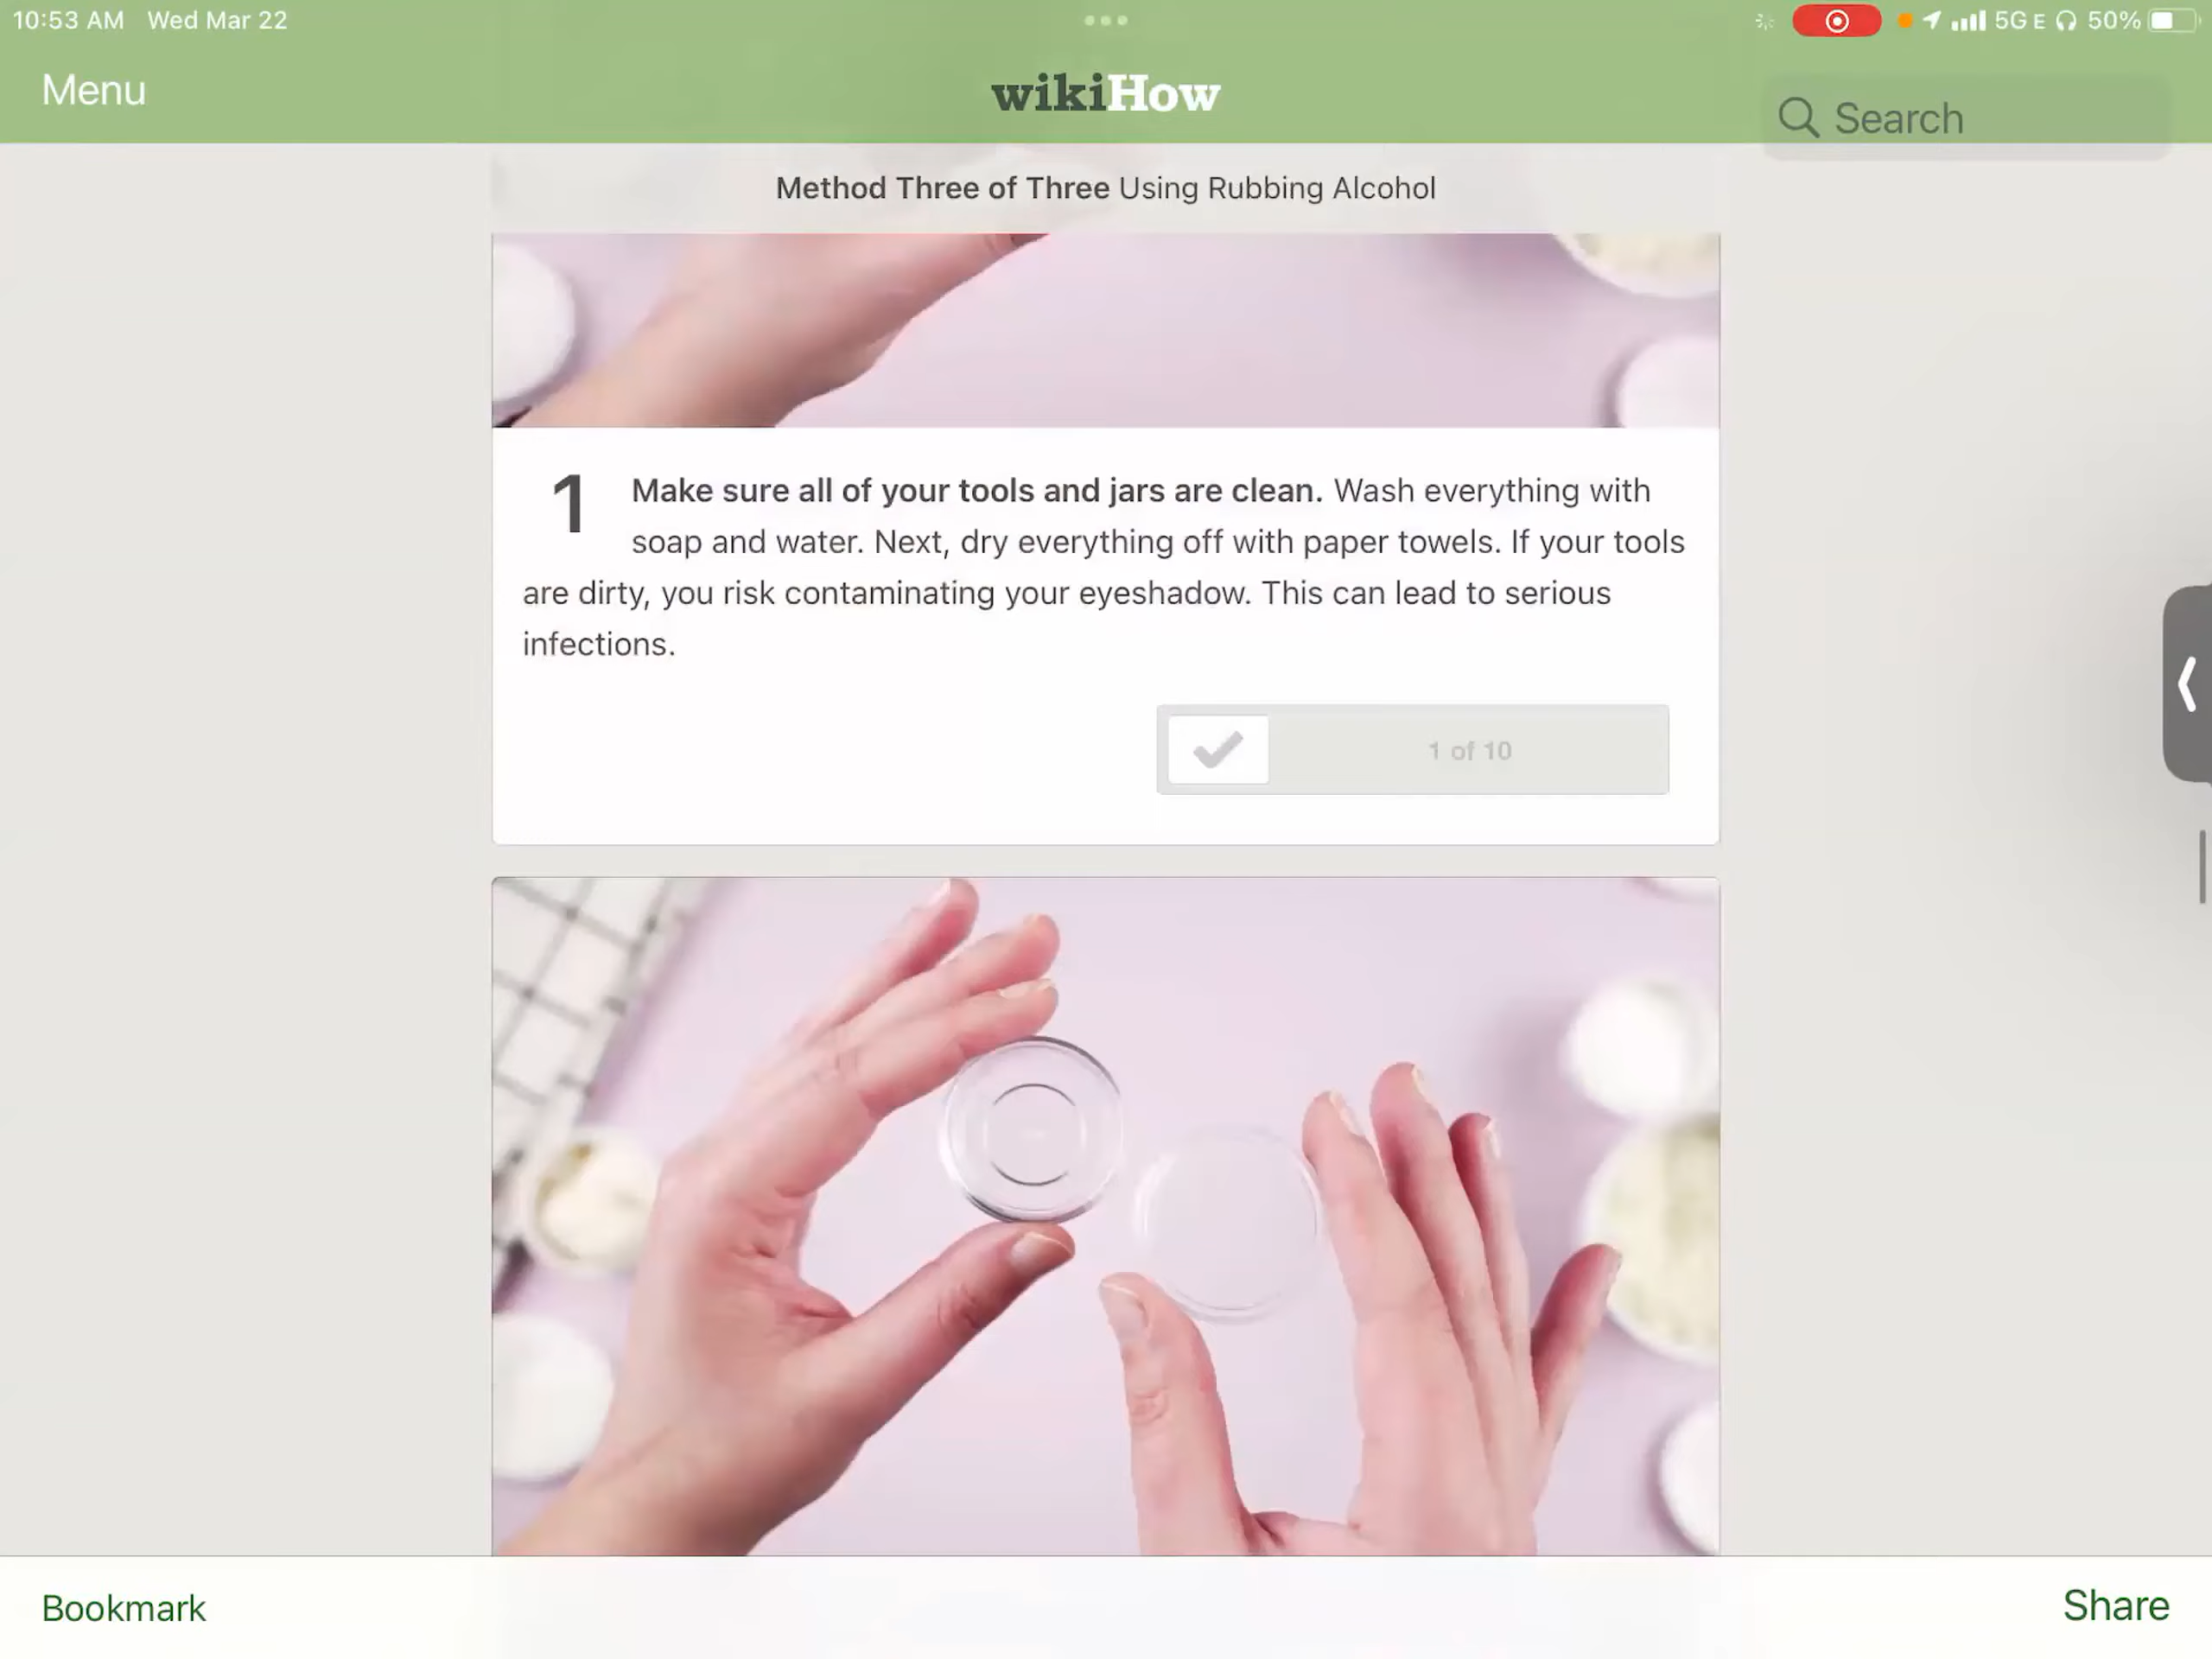 10:53 AM Wed Mar 22
5G E 50%
Menu
wikiHow
Search
Method Three of Three Using Rubbing Alcohol
1
Make sure all of your tools and jars are clean. Wash everything with
soap and water. Next, dry everything off with paper towels. If your tools
are dirty, you risk contaminating your eyeshadow. This can lead to serious
infections.
1 of 10
Bookmark
Share